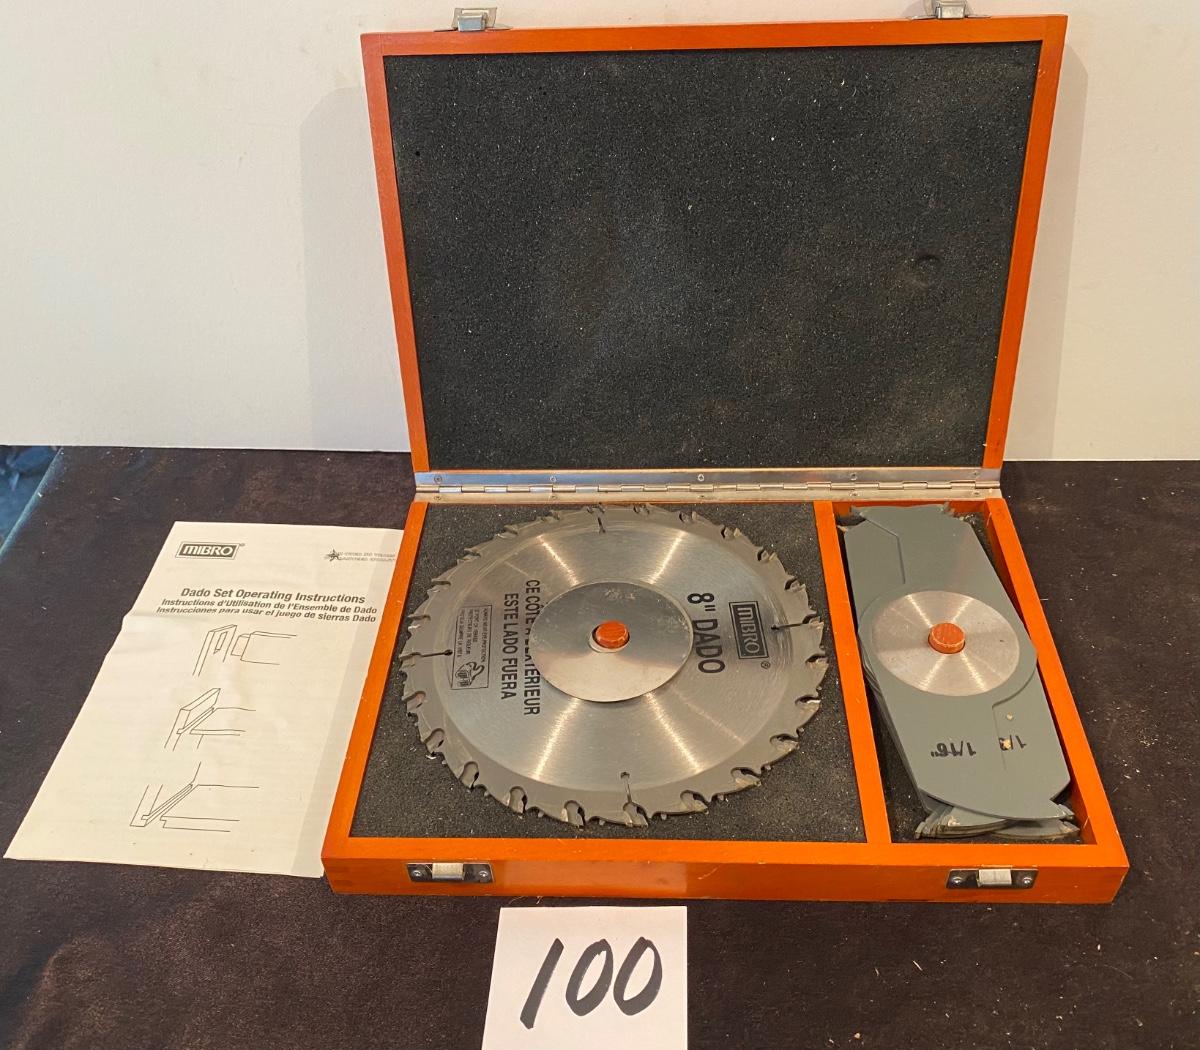 MIBRO®
Dado Set Operating Instructions
Instructions d'Utilisation de l'Ensemble de Dado
Instrucciones para usar el juego de sierras Dado
MIBRO®
8" DADO
CE CÔTÉ À L'EXTÉRIEUR
ESTE LADO FUERA
1/16"
100